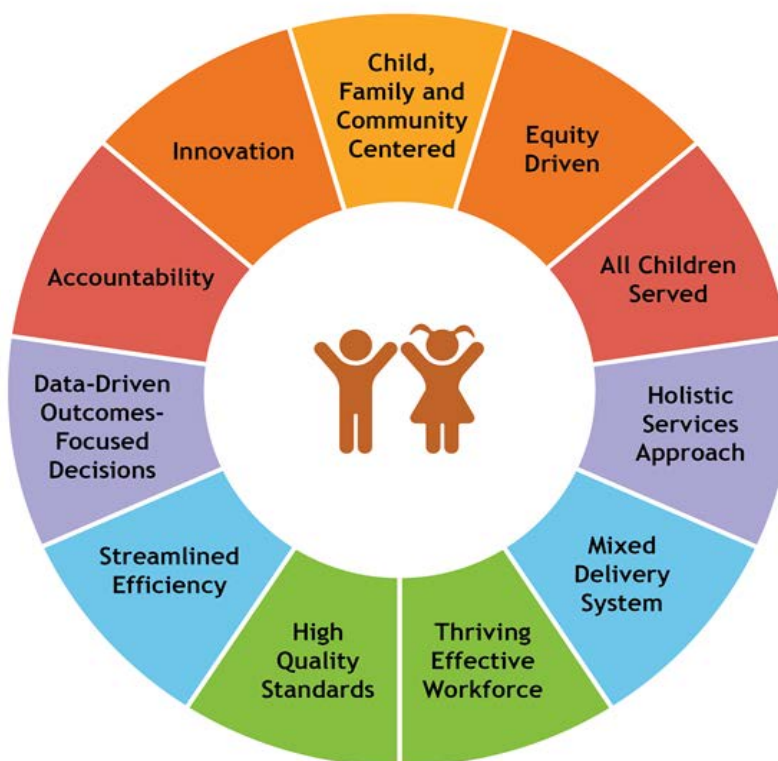 Child,
Family and
Community
Centered
Equity
Driven
All Children
Served
Holistic
Services
Approach
Mixed
Delivery
System
Thriving
Effective
Workforce
High
Quality
Standards
Streamlined
Efficiency
Data-Driven
Outcomes-
Focused
Decisions
Accountability
Innovation